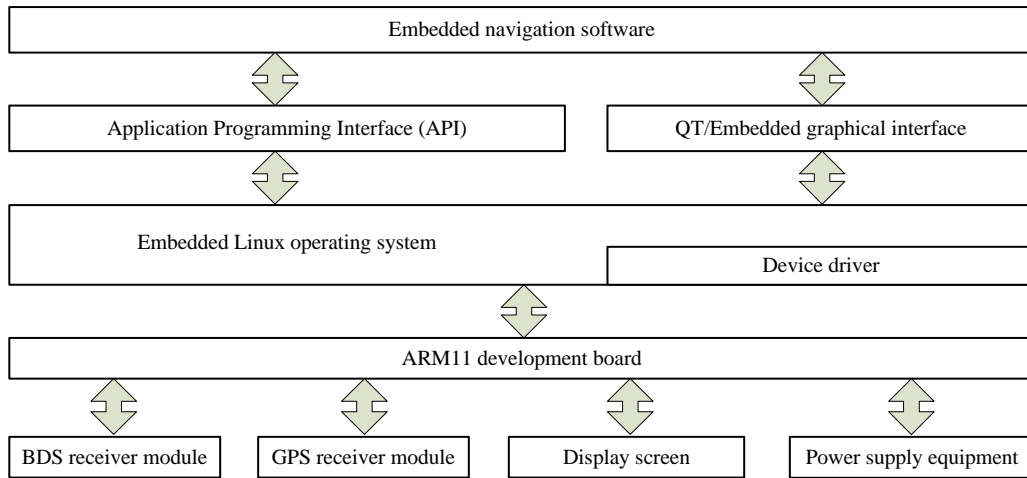 Embedded navigation software
Application Programming Interface (API)
QT/Embedded graphical interface
Embedded Linux operating system
Device driver
ARM11 development board
BDS receiver module
GPS receiver module
Display screen
Power supply equipment